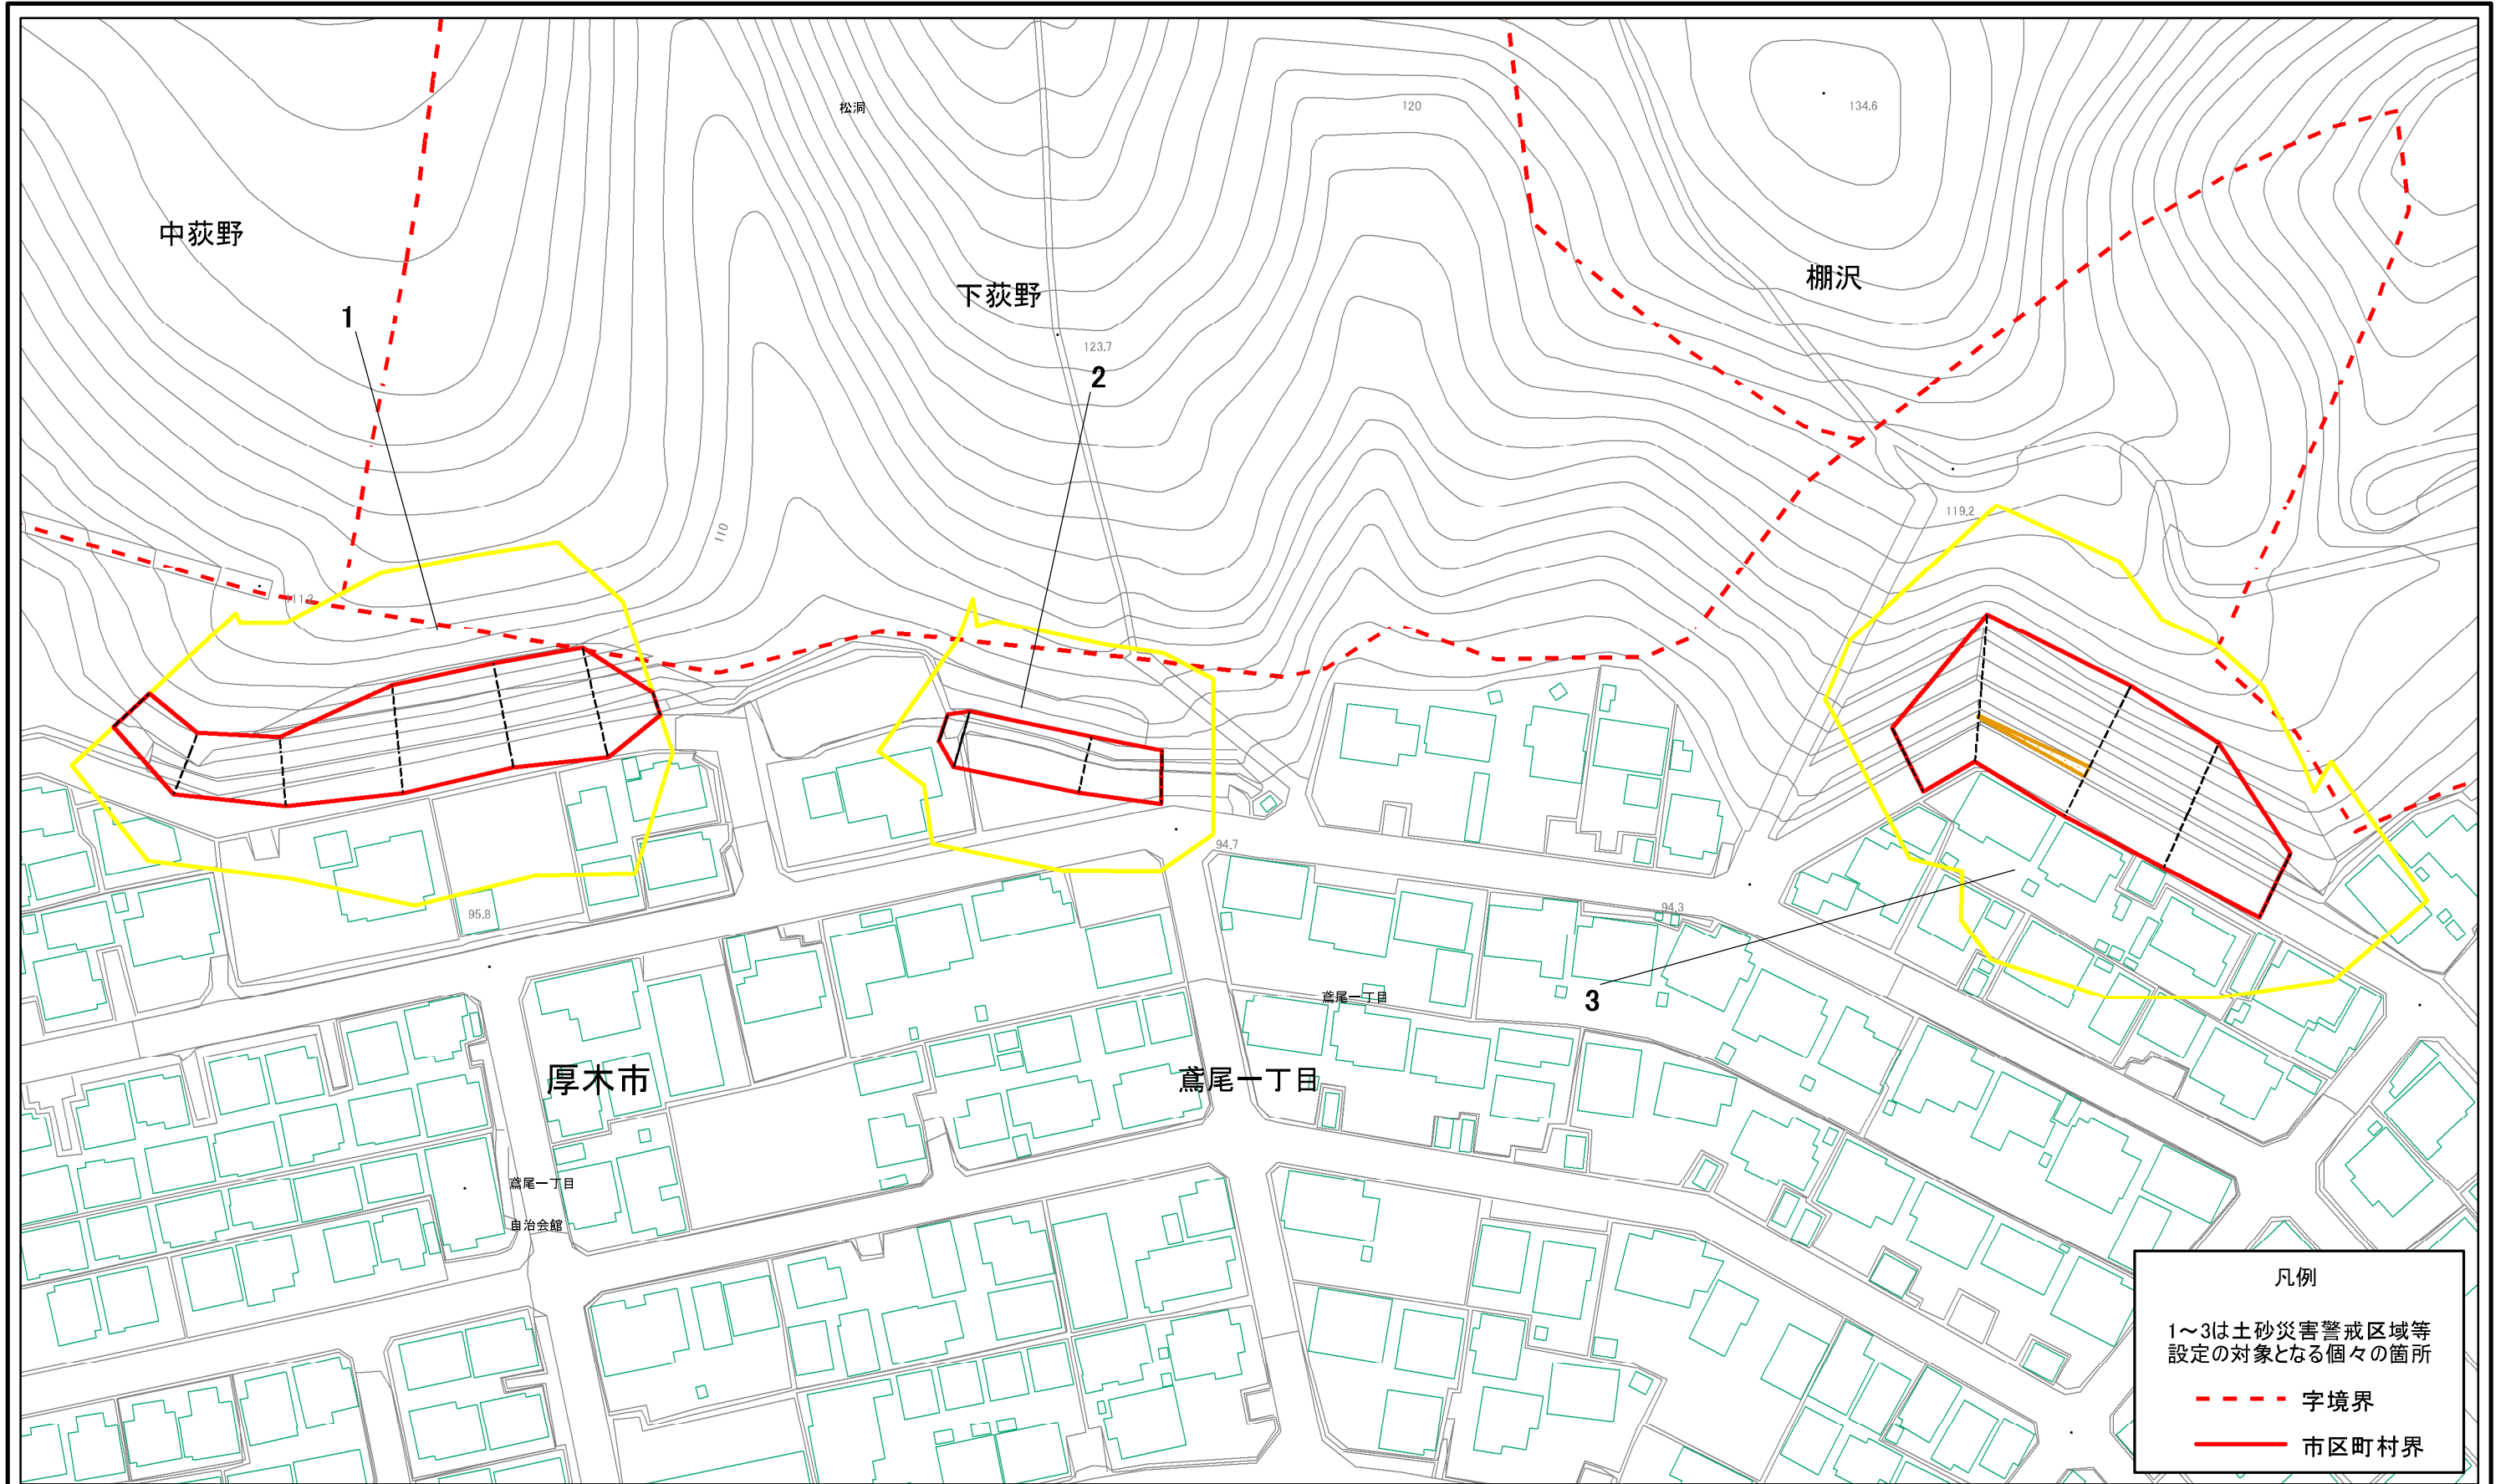 松洞
120
134.6
中荻野
棚沢
下荻野
1
123.7
2
119.2
110
111.2
94.7
95.8
94.3
鳶尾一丁目
3
厚木市
鳶尾一丁目
鳶尾一丁目
自治会館
凡例
1～3は土砂災害警戒区域等
設定の対象となる個々の箇所
字境界
市区町村界